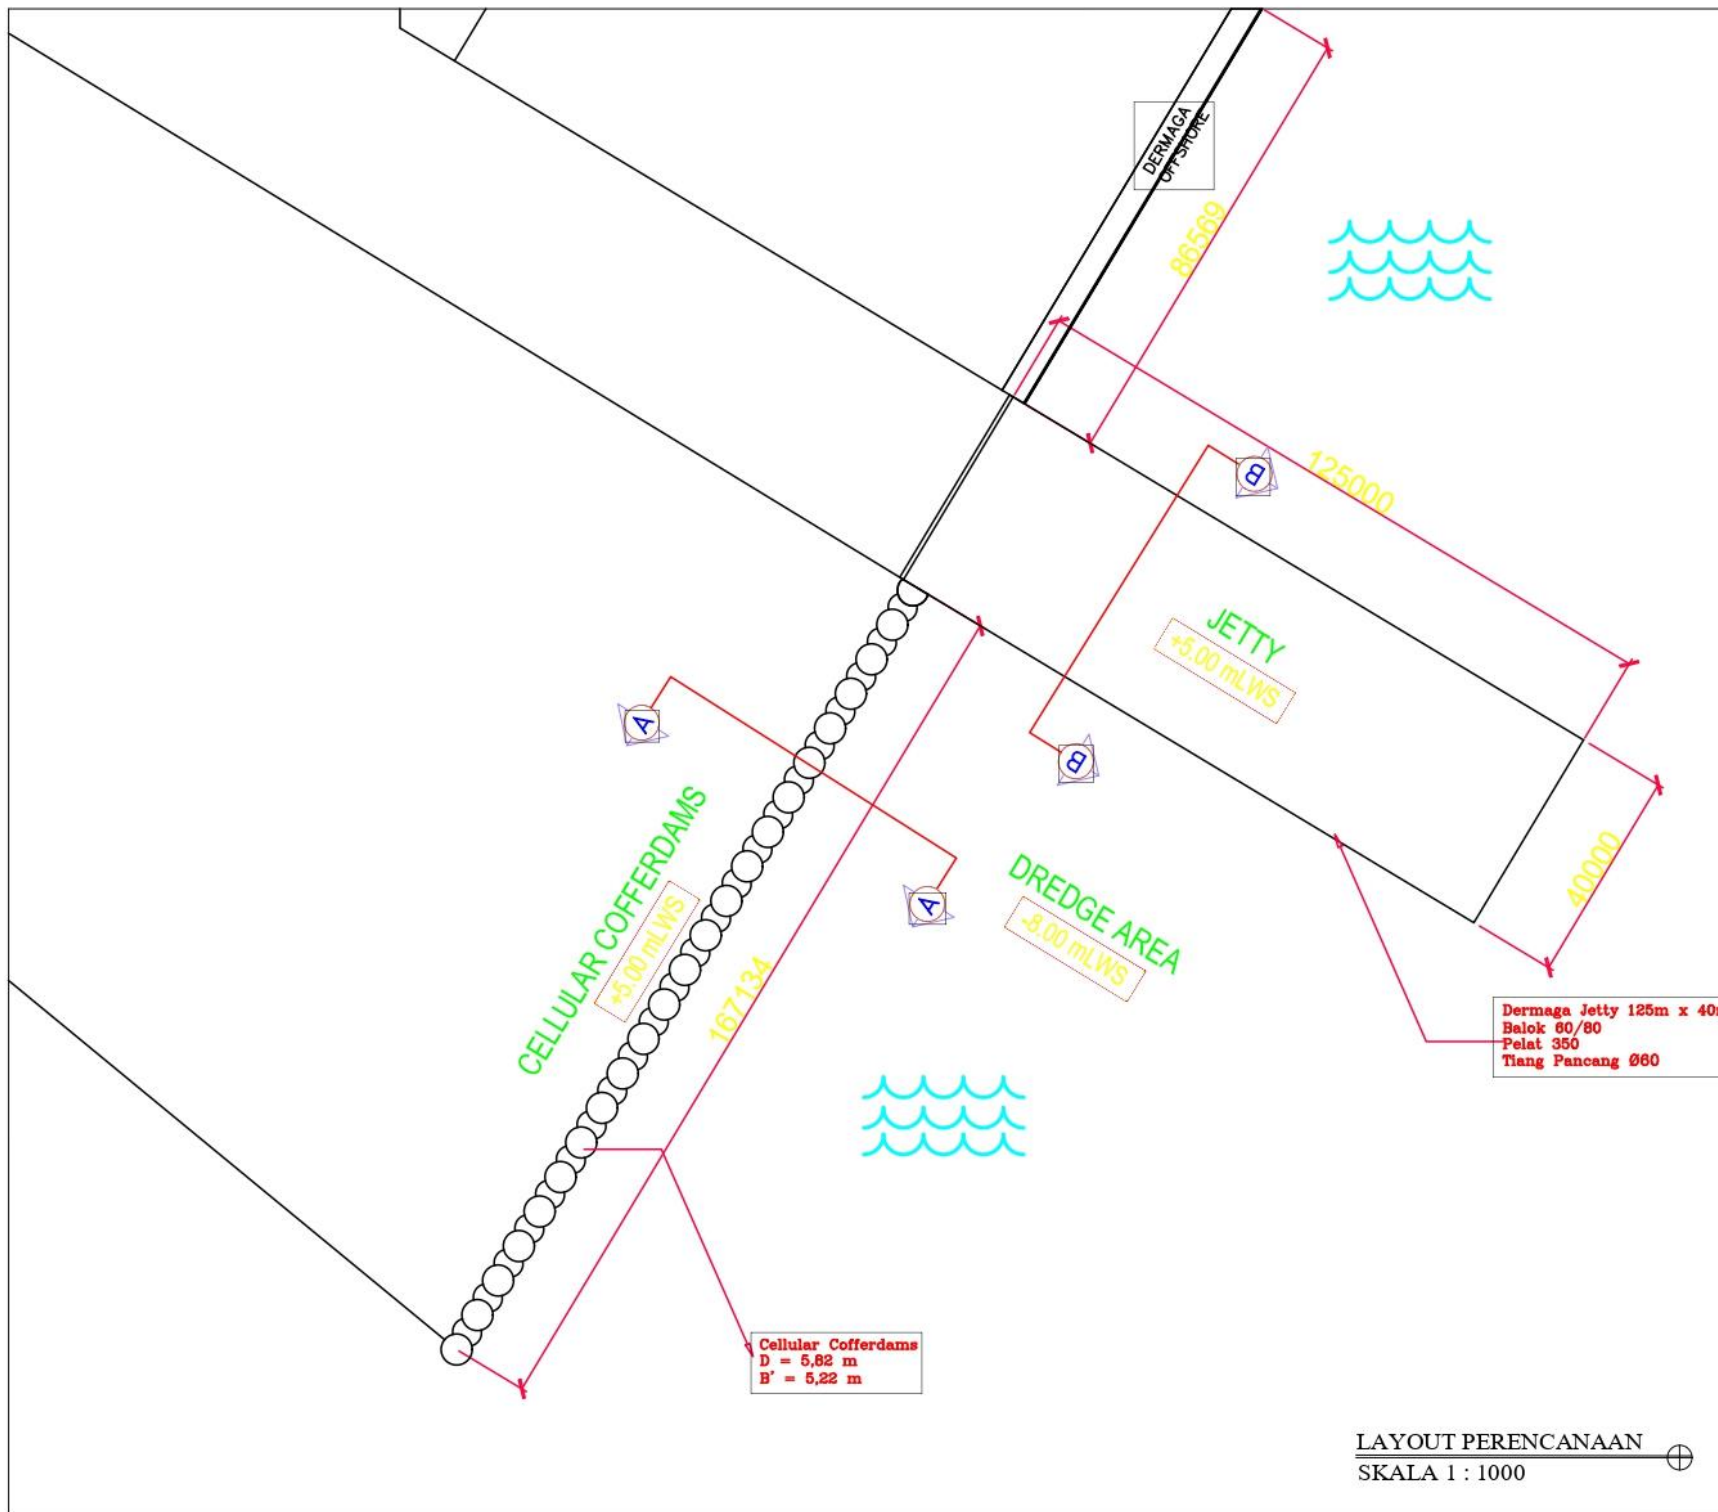 DERMAGA
OFFSHORE
86569
125000
B
JETTY
+5.00 mLWS
A
B
CELLULAR COFFERDAMS
+5.00 mLWS
A
DREDGE AREA
-8.00 mLWS
40000
167134
Dermaga Jetty 125m x 40
Balok 60/80
Pelat 350
Tiang Pancang Ø60
Cellular Cofferdams
D = 5,82 m
B' = 5,22 m
LAYOUT PERENCANAAN
SKALA 1 : 1000